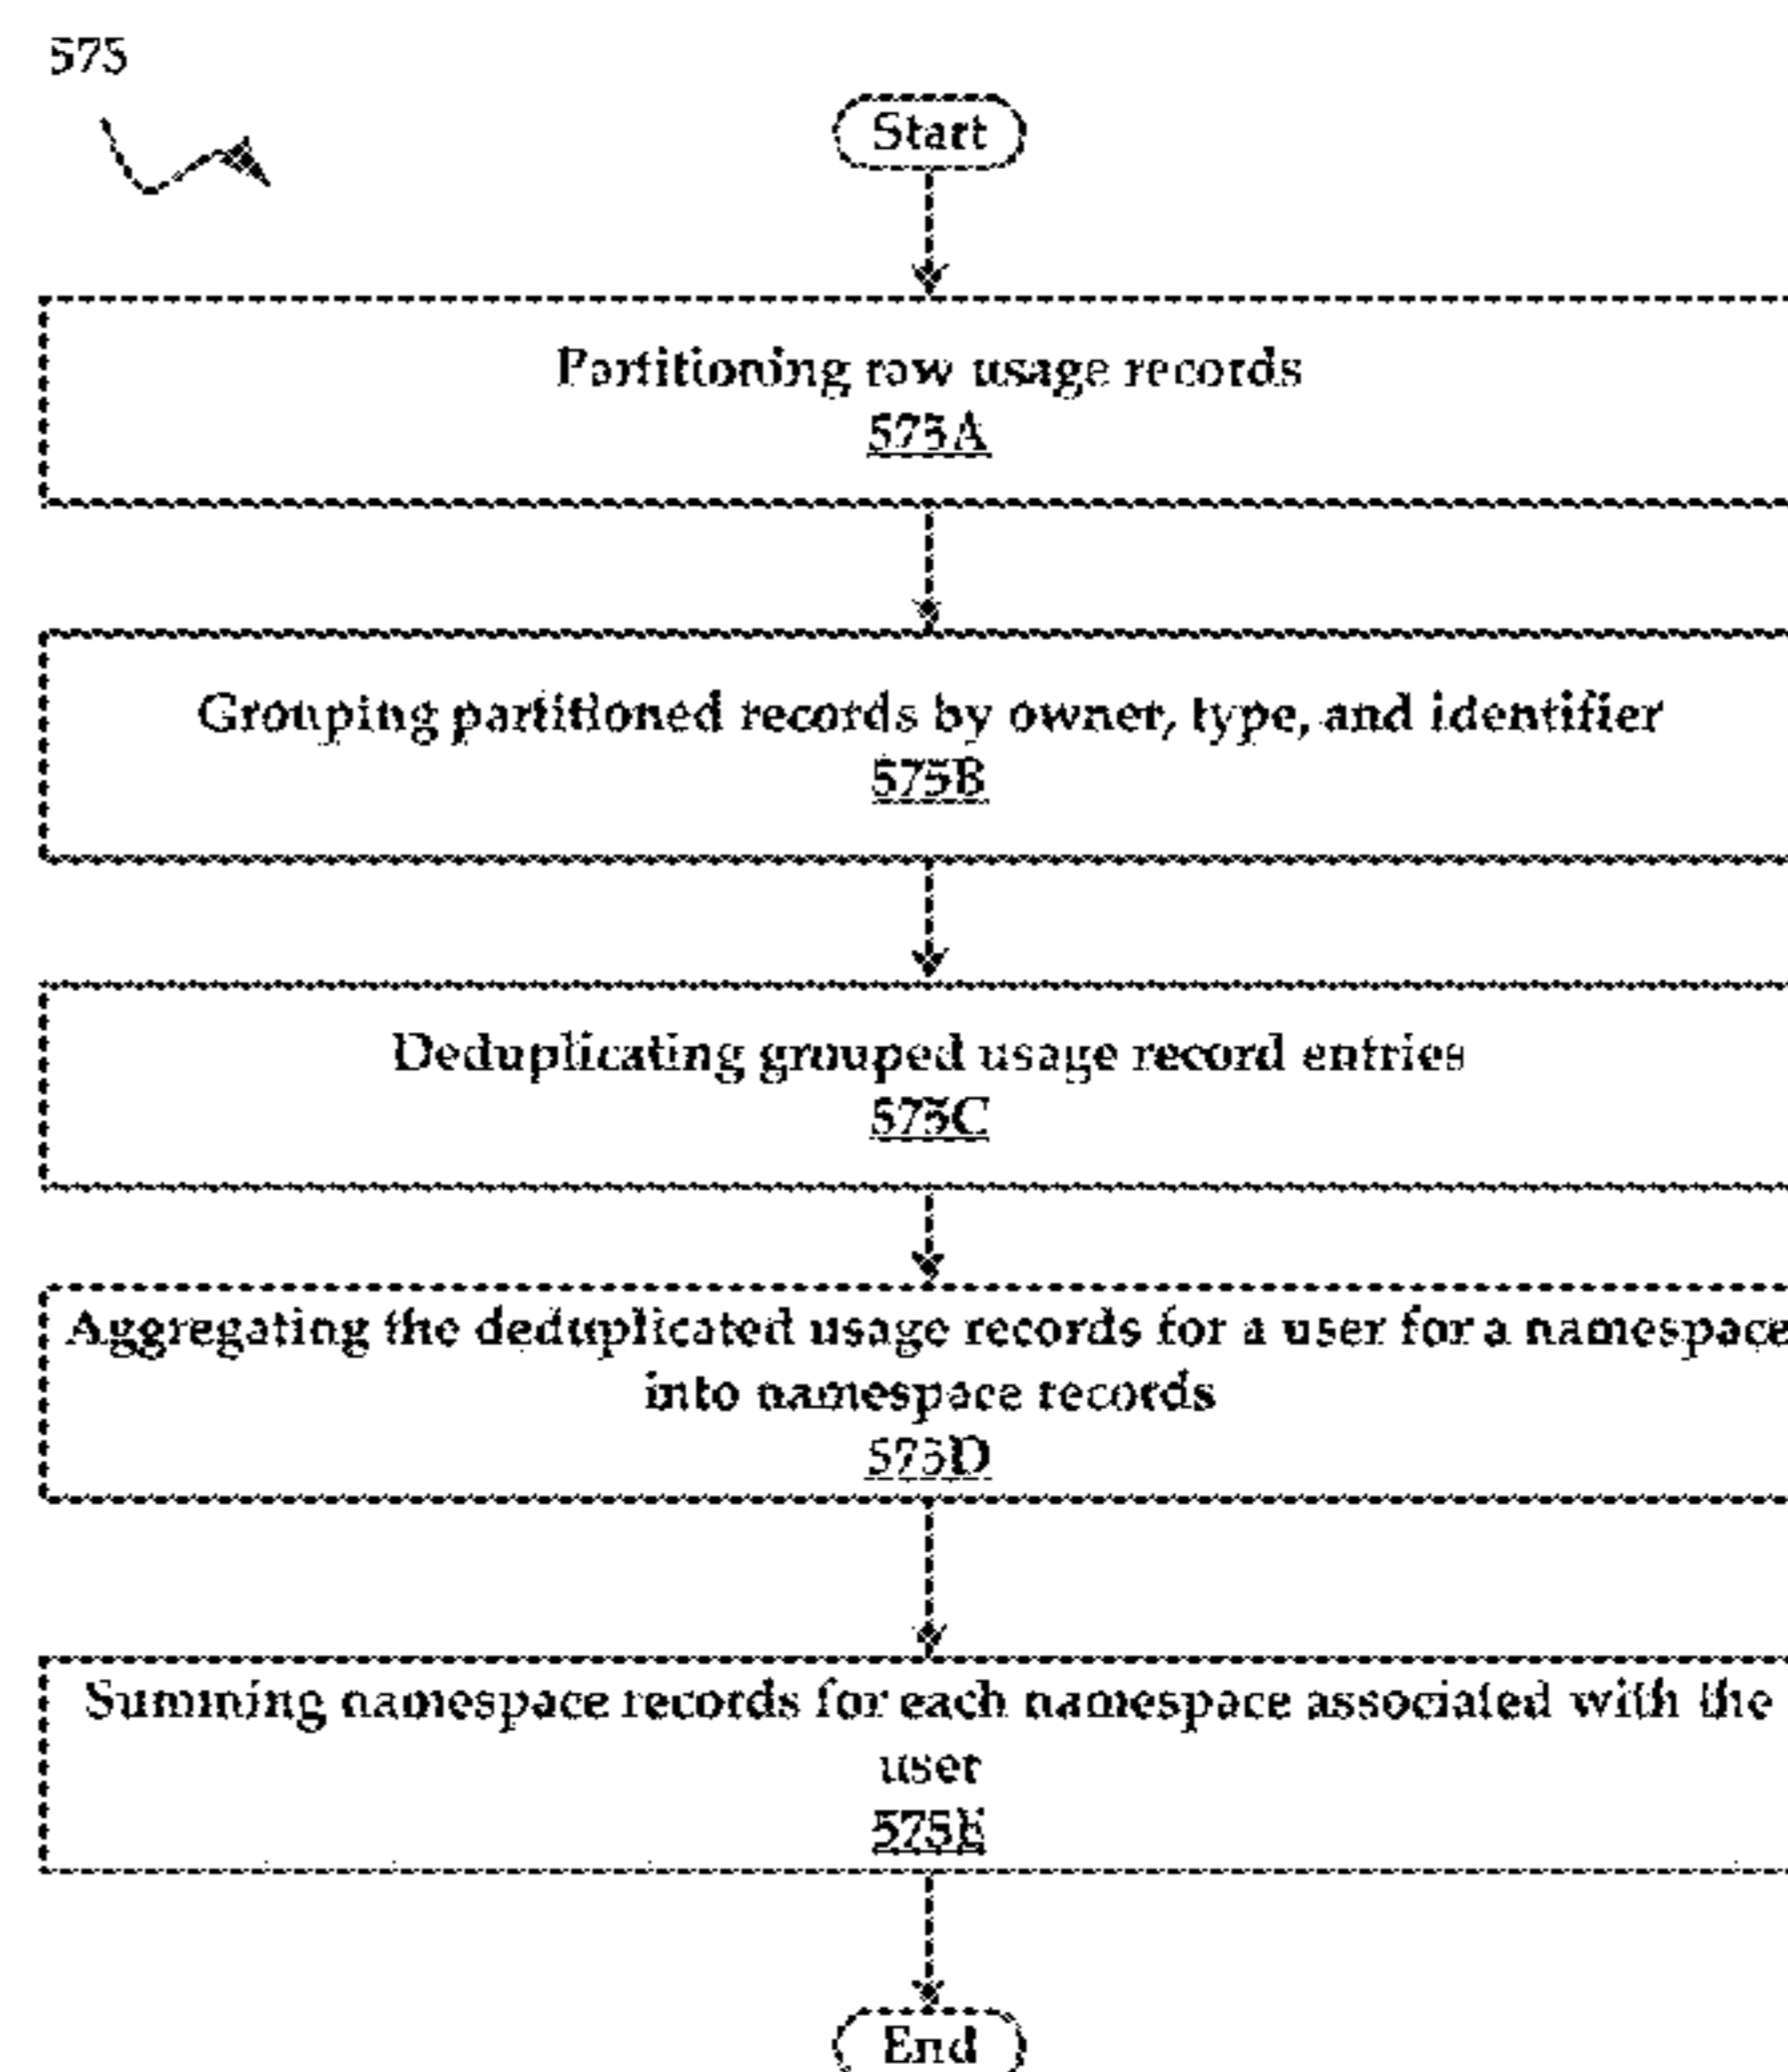 575
Start
Partitioning raw usage records
575A
Grouping partitioned records by owner, type, and identifier
575B
Deduplicating grouped usage record entries
575C
Aggregating the deduplicated usage records for a user for a namespace
into namespace records
575D
Summing namespace records for each namespace associated with the
user
575E
End